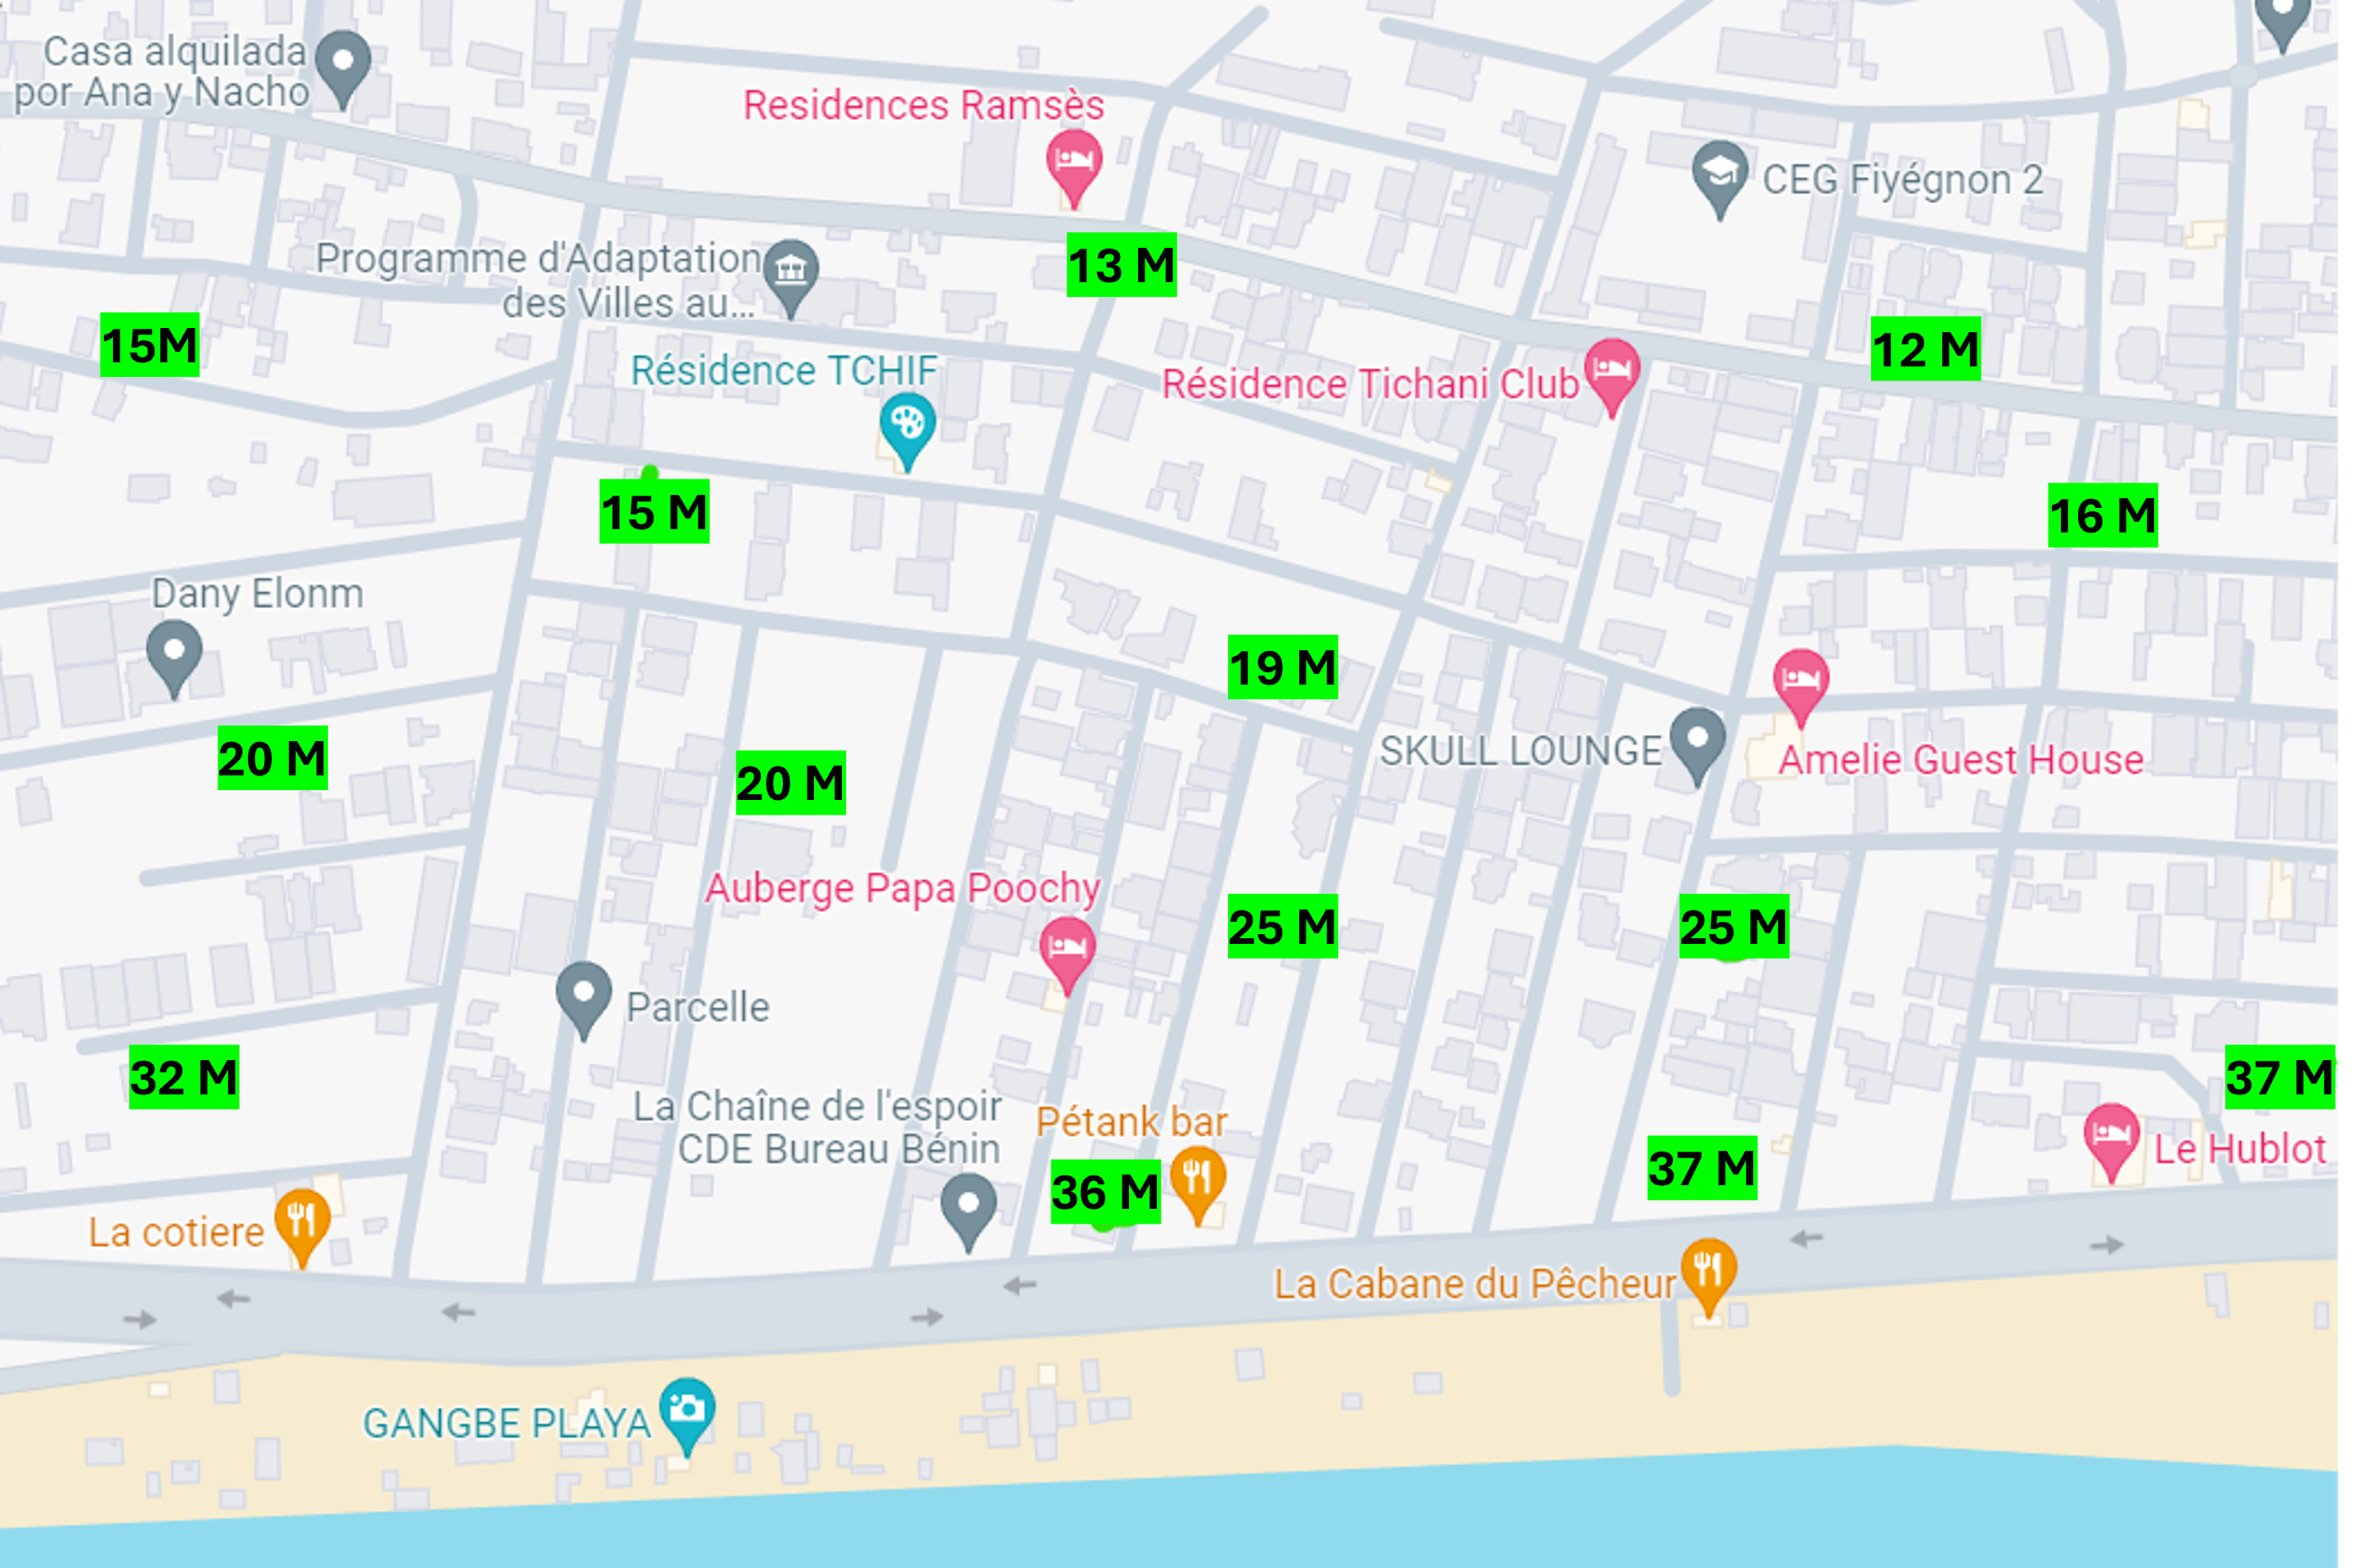 Casa alquilada
por Ana y Nacho
Residences Ramsès
CEG Fiyégnon 2
13 M
Programme d'Adaptation
des Villes au...
15M
12 M
Résidence TCHIF
Résidence Tichani Club
15 M
16 M
Dany Elonm
19 M
20 M
20 M
SKULL LOUNGE
Amelie Guest House
Auberge Papa Poochy
25 M
25 M
Parcelle
32 M
37 M
La Chaîne de l'espoir
CDE Bureau Bénin
Pétank bar
36 M
37 M
Le Hublot
La cotiere
La Cabane du Pêcheur
GANGBE PLAYA